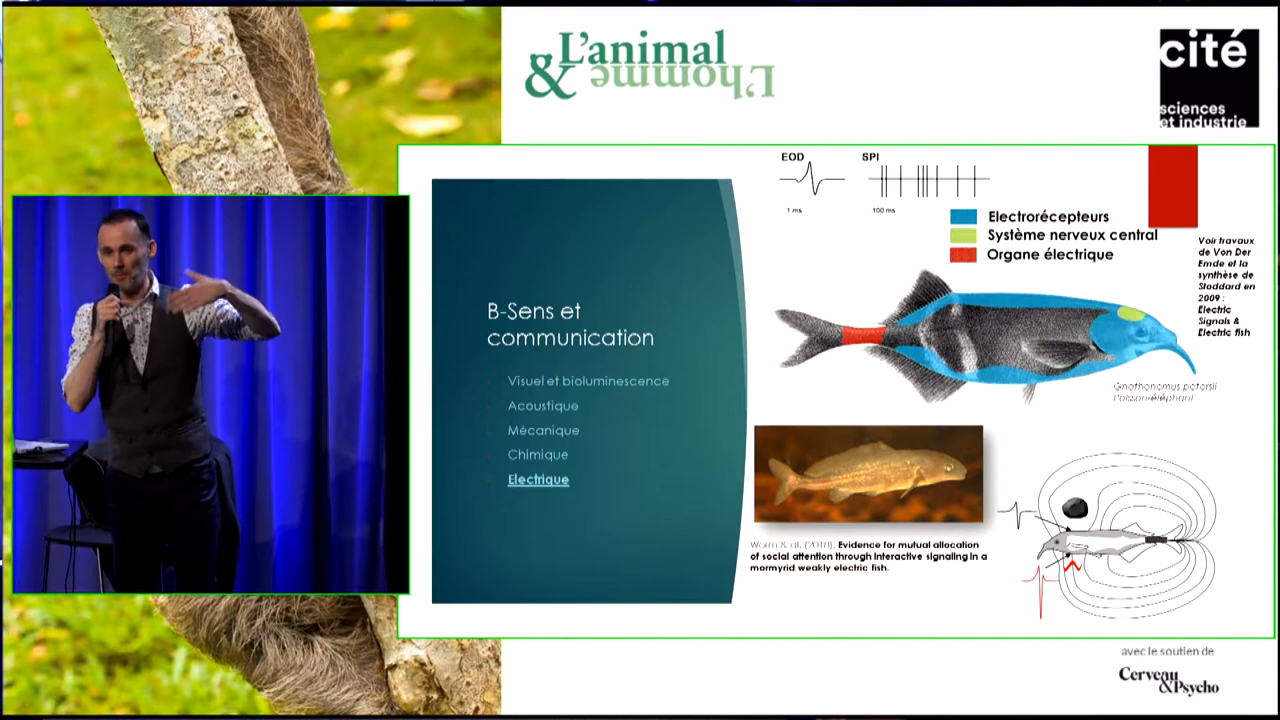 L'animal
& L'homme
cité
sciences
et industrie
EOD
SPI
1 ms
100 ms
Electrorécepteurs
Système nerveux central
Organe électrique
Voir travaux
de Von Der
Emde et la
synthèse de
Stoddard en
2009 :
Electric
Signals &
Electric fish
B-Sens et
communication
Visuel et bioluminescence
Acoustique
Mécanique
Chimique
Electrique
Gnathonemus petersii
Poisson-éléphant
Worm & al. (2018). Evidence for mutual allocation
of social attention through interactive signaling in a
mormyrid weakly electric fish.
avec le soutien de
Cerveau
&Psycho